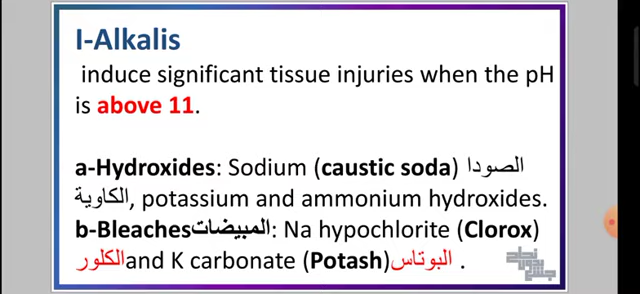 I-Alkalis
induce significant tissue injuries when the pH
is above 11.
a-Hydroxides: Sodium (caustic soda) الصودا
الكاوية, potassium and ammonium hydroxides.
b-Bleachesالمبيضات: Na hypochlorite (Clorox)
الكلورand K carbonate (Potash)البوتاس .